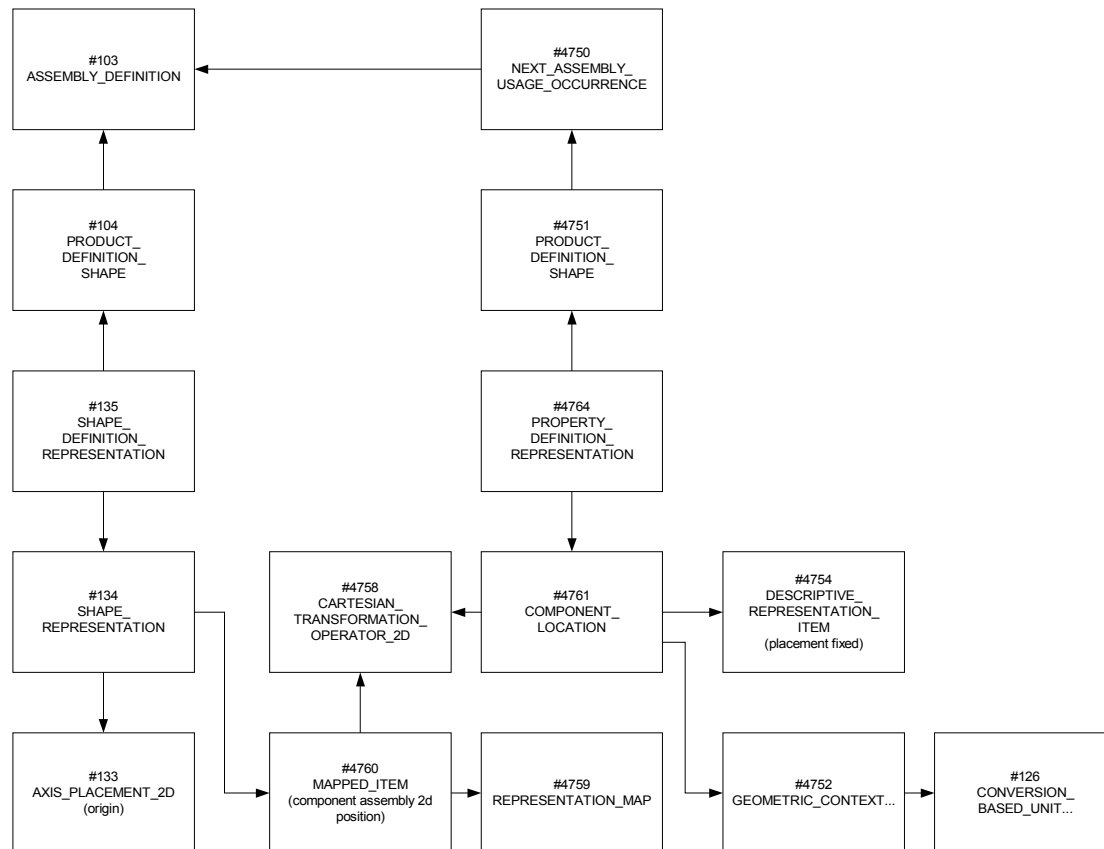 #103
ASSEMBLY_DEFINITION
#4750
NEXT_ASSEMBLY_
USAGE_OCCURRENCE
#104
PRODUCT_
DEFINITION_
SHAPE
#4751
PRODUCT_
DEFINITION_
SHAPE
#135
SHAPE_
DEFINITION_
REPRESENTATION
#4764
PROPERTY_
DEFINITION_
REPRESENTATION
#134
SHAPE_
REPRESENTATION
#4758
CARTESIAN_
TRANSFORMATION_
OPERATOR_2D
#4761
COMPONENT_
LOCATION
#4754
DESCRIPTIVE_
REPRESENTATION_
ITEM
(placement fixed)
#133
AXIS_PLACEMENT_2D
(origin)
#4760
MAPPED_ITEM
(component assembly 2d
position)
#4759
REPRESENTATION_MAP
#4752
GEOMETRIC_CONTEXT...
#126
CONVERSION_
BASED_UNIT...